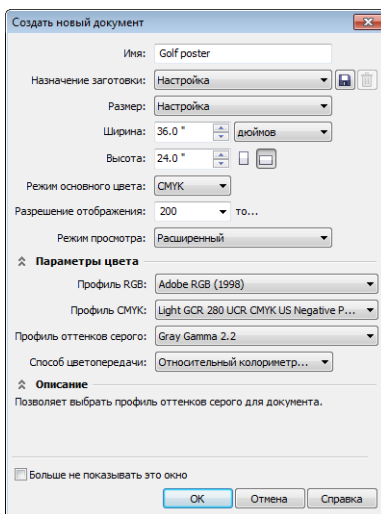 Создать новый документ
Имя: Golf poster
Назначение заготовки: Настройка
Размер: Настройка
Ширина: 36.0 " дюймов
Высота: 24.0 "
Режим основного цвета: CMYK
Разрешение отображения: 200 то...
Режим просмотра: Расширенный
Параметры цвета
Профиль RGB: Adobe RGB (1998)
Профиль CMYK: Light GCR 280 UCR CMYK US Negative P...
Профиль оттенков серого: Gray Gamma 2.2
Способ цветопередачи: Относительный колориметр...
Описание
Позволяет выбрать профиль оттенков серого для документа.
Больше не показывать это окно
OK Отмена Справка